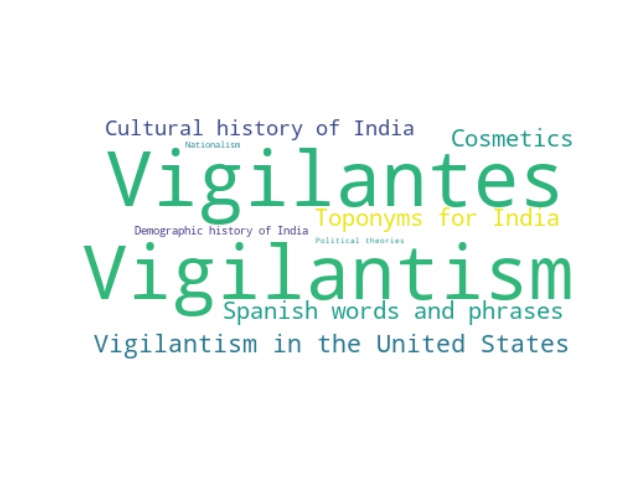 Cultural history of India
Cosmetics
Nationalism
Vigilantes
Toponyms for India
Demographic history of India
Political theories
Vigilantism
Spanish words and phrases
Vigilantism in the United States